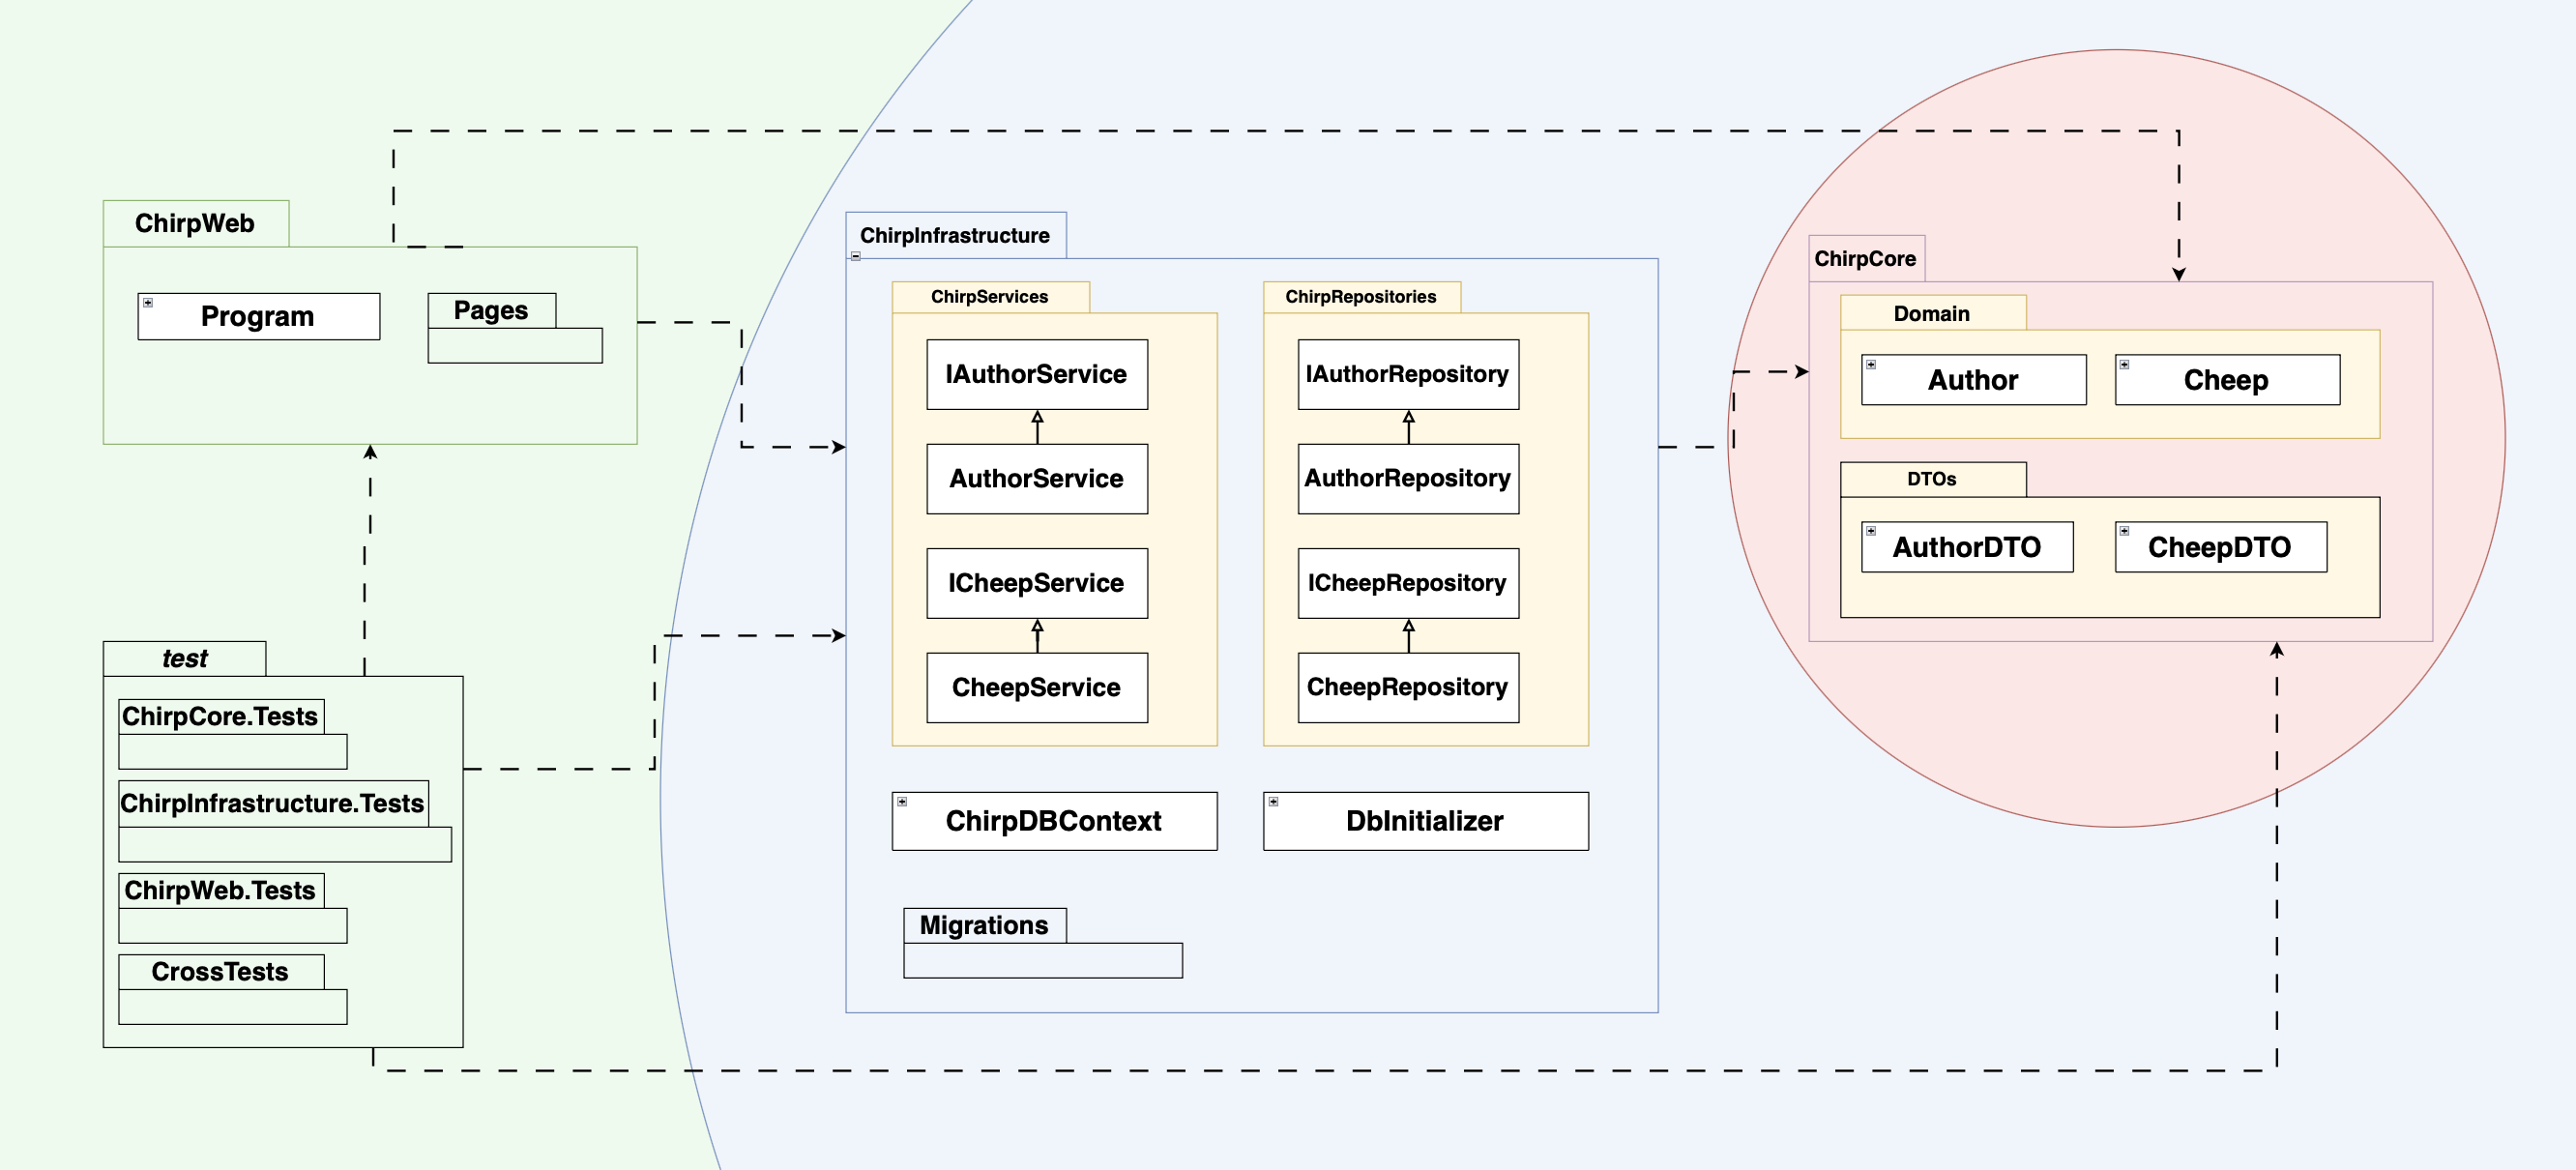 ChirpWeb
Program
Pages
test
ChirpCore.Tests
ChirpInfrastructure.Tests
ChirpWeb.Tests
CrossTests
ChirpInfrastructure
ChirpServices
IAuthorService
AuthorService
ICheepService
CheepService
ChirpRepositories
IAuthorRepository
AuthorRepository
ICheepRepository
CheepRepository
ChirpDBContext
DbInitializer
Migrations
ChirpCore
Domain
Author
Cheep
DTOs
AuthorDTO
CheepDTO